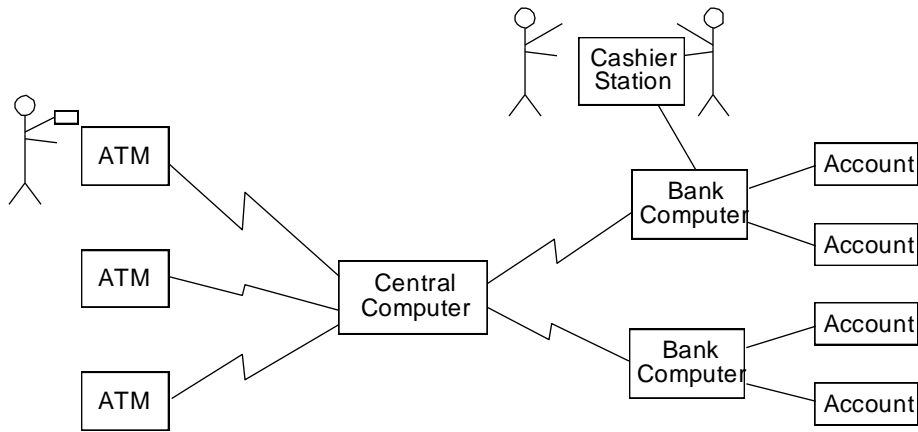 Cashier
Station
ATM
Account
Bank
Computer
Account
ATM
Central
Computer
Account
Bank
Computer
ATM
Account